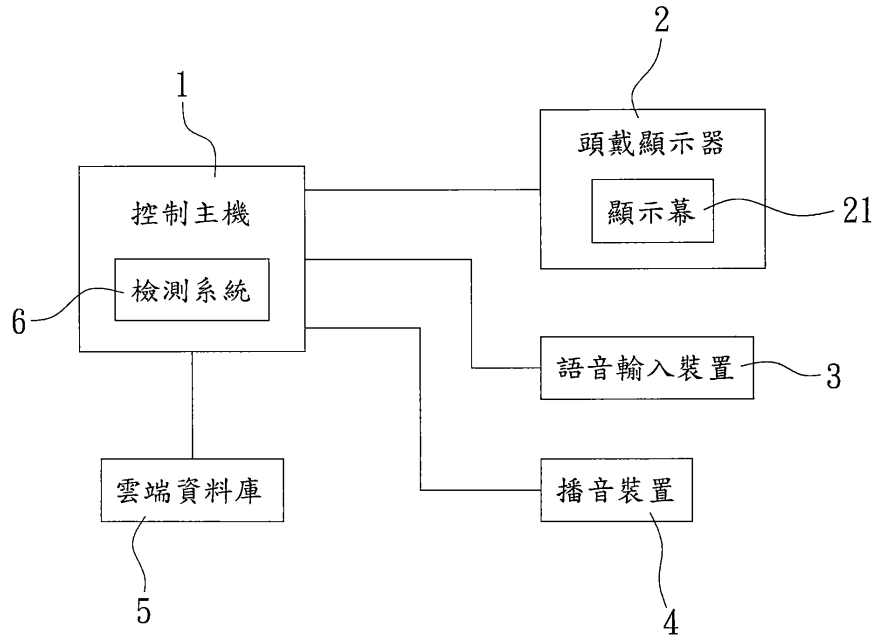 2
1
頭戴顯示器
控制主機
顯示幕
21
檢測系統
6
語音輸入裝置
3
雲端資料庫
播音裝置
5
4